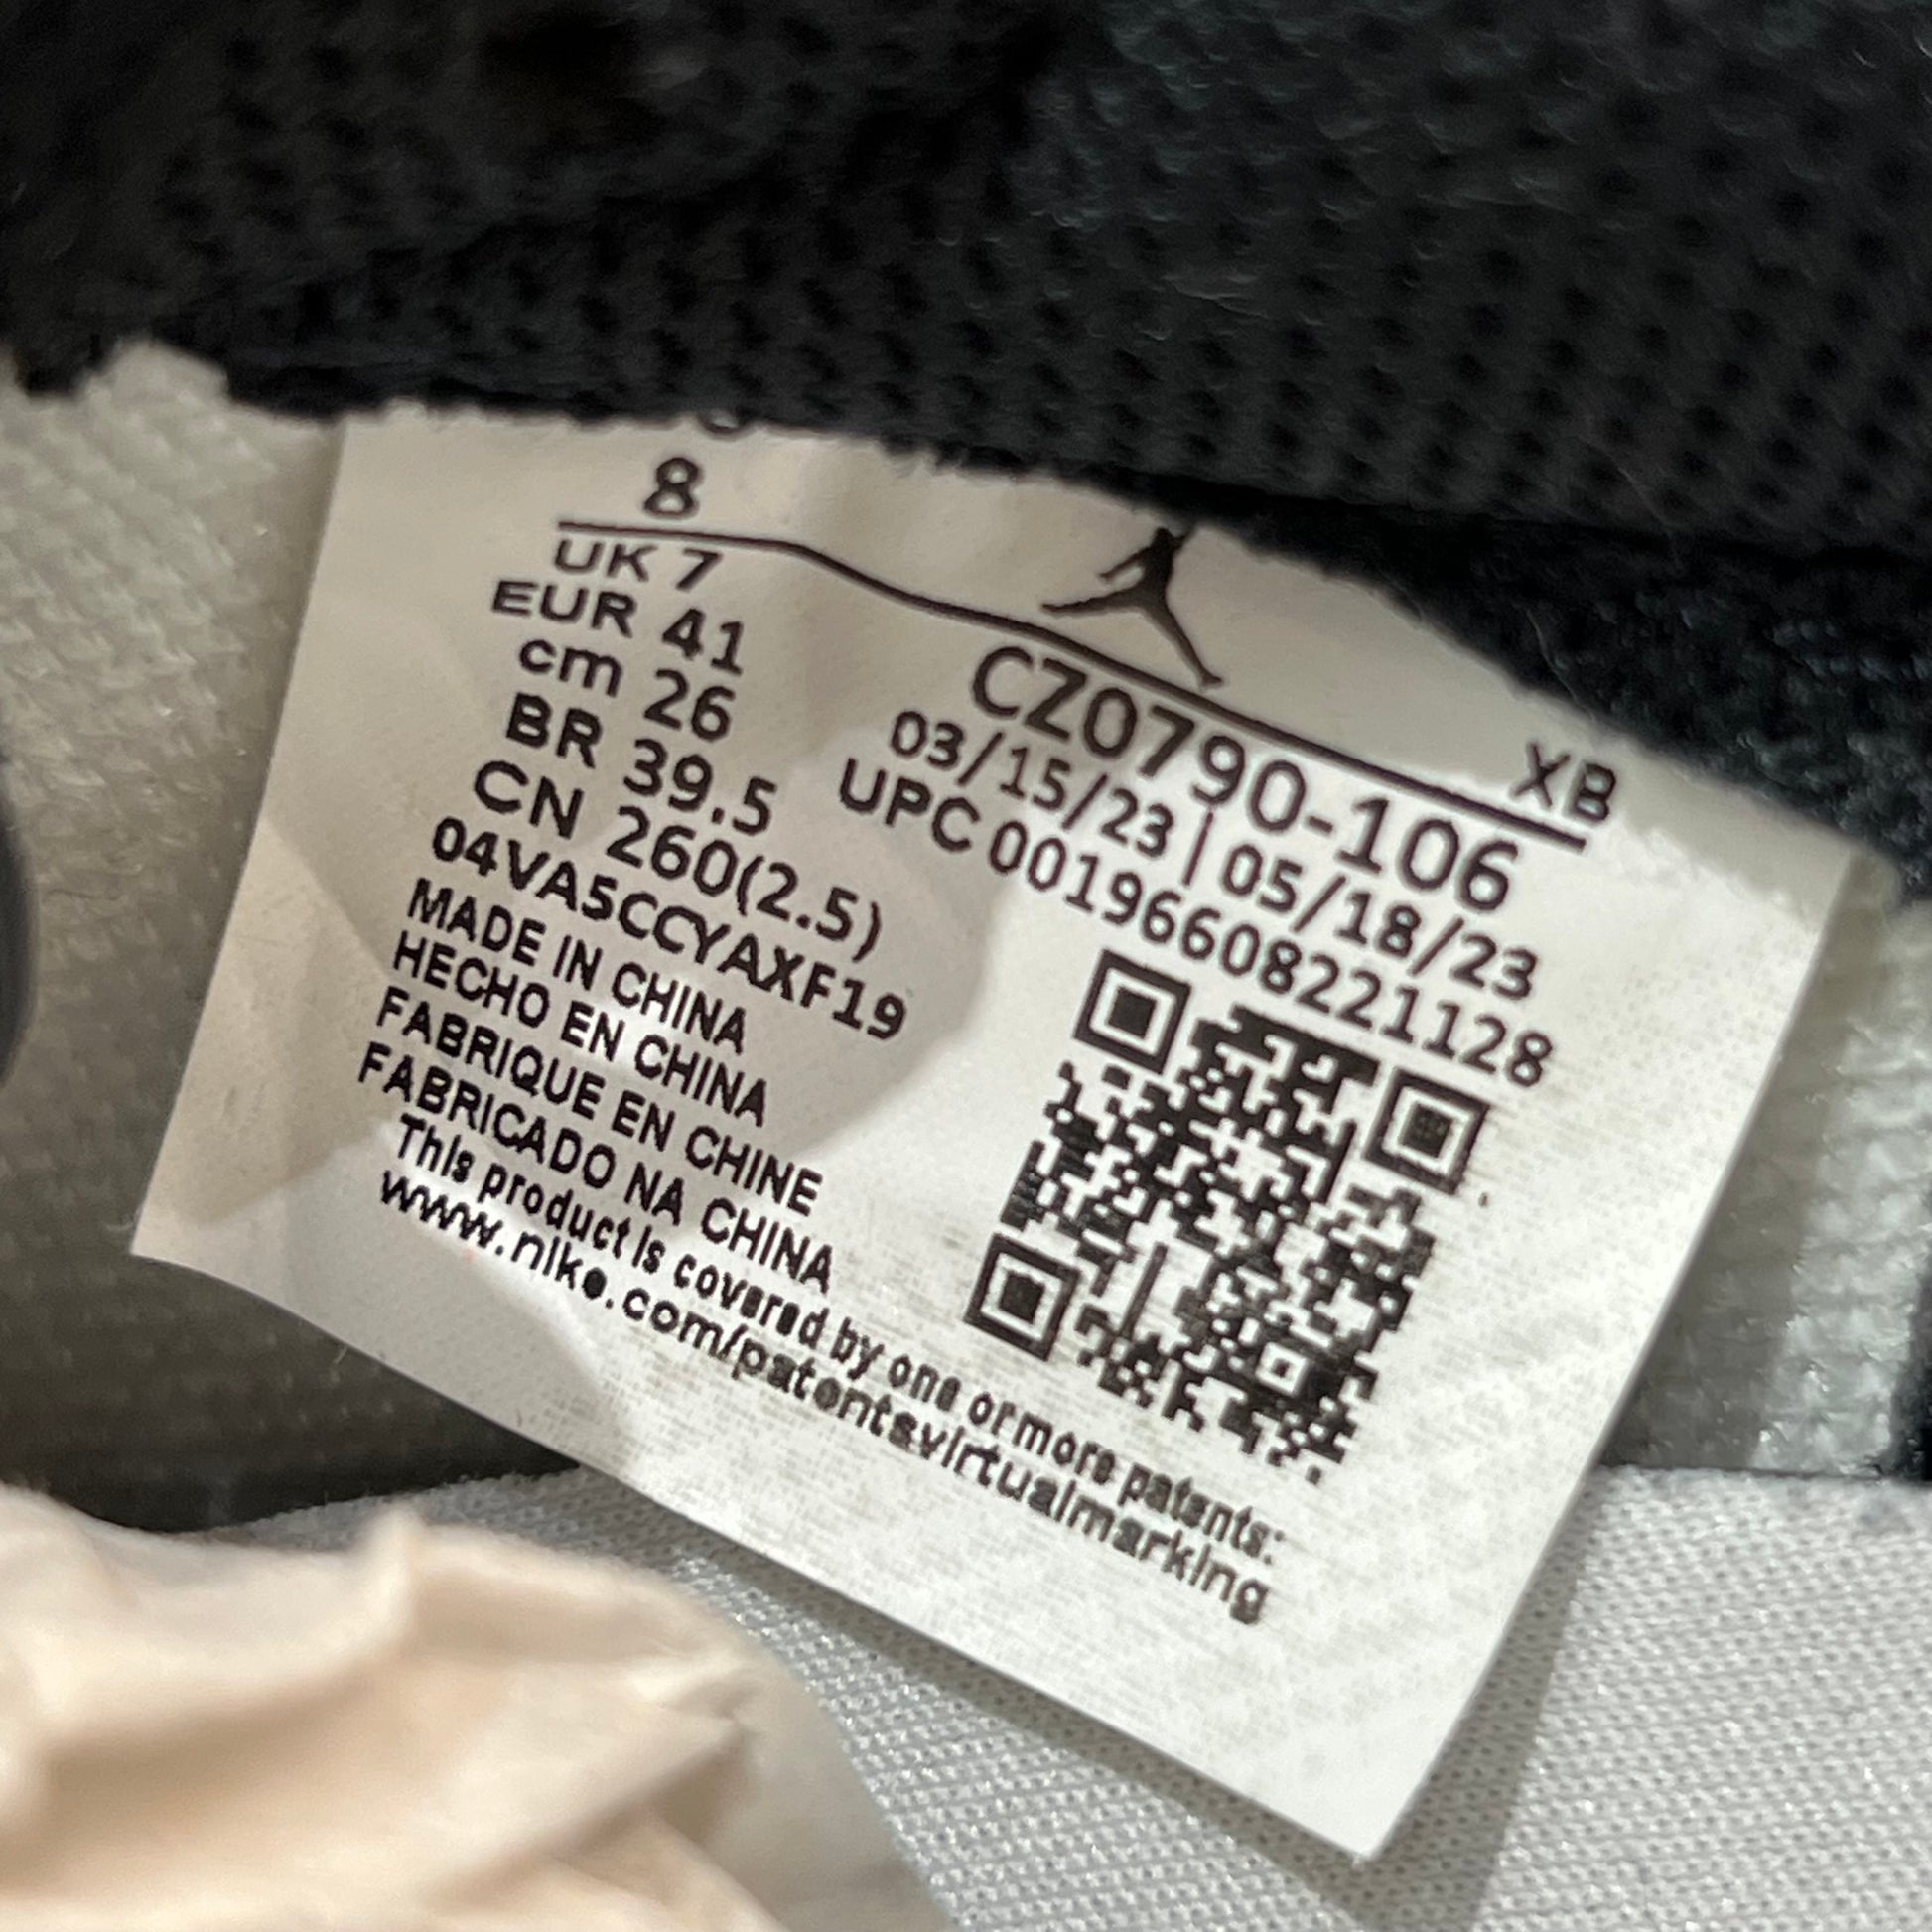 8
XB
UK 7
EUR 41
cm 26
BR 39.5
CN 260(2.5)
04VA5CCYAXF19
MADE IN CHINA
HECHO EN CHINA
FABRIQUE EN CHINE
FABRICADO NA CHINA
CZ0790-106
03/15/23 | 05/18/23
UPC 00196608221128
This product is covered by one or more patents:
www.nike.com/patentsvirtualmarking